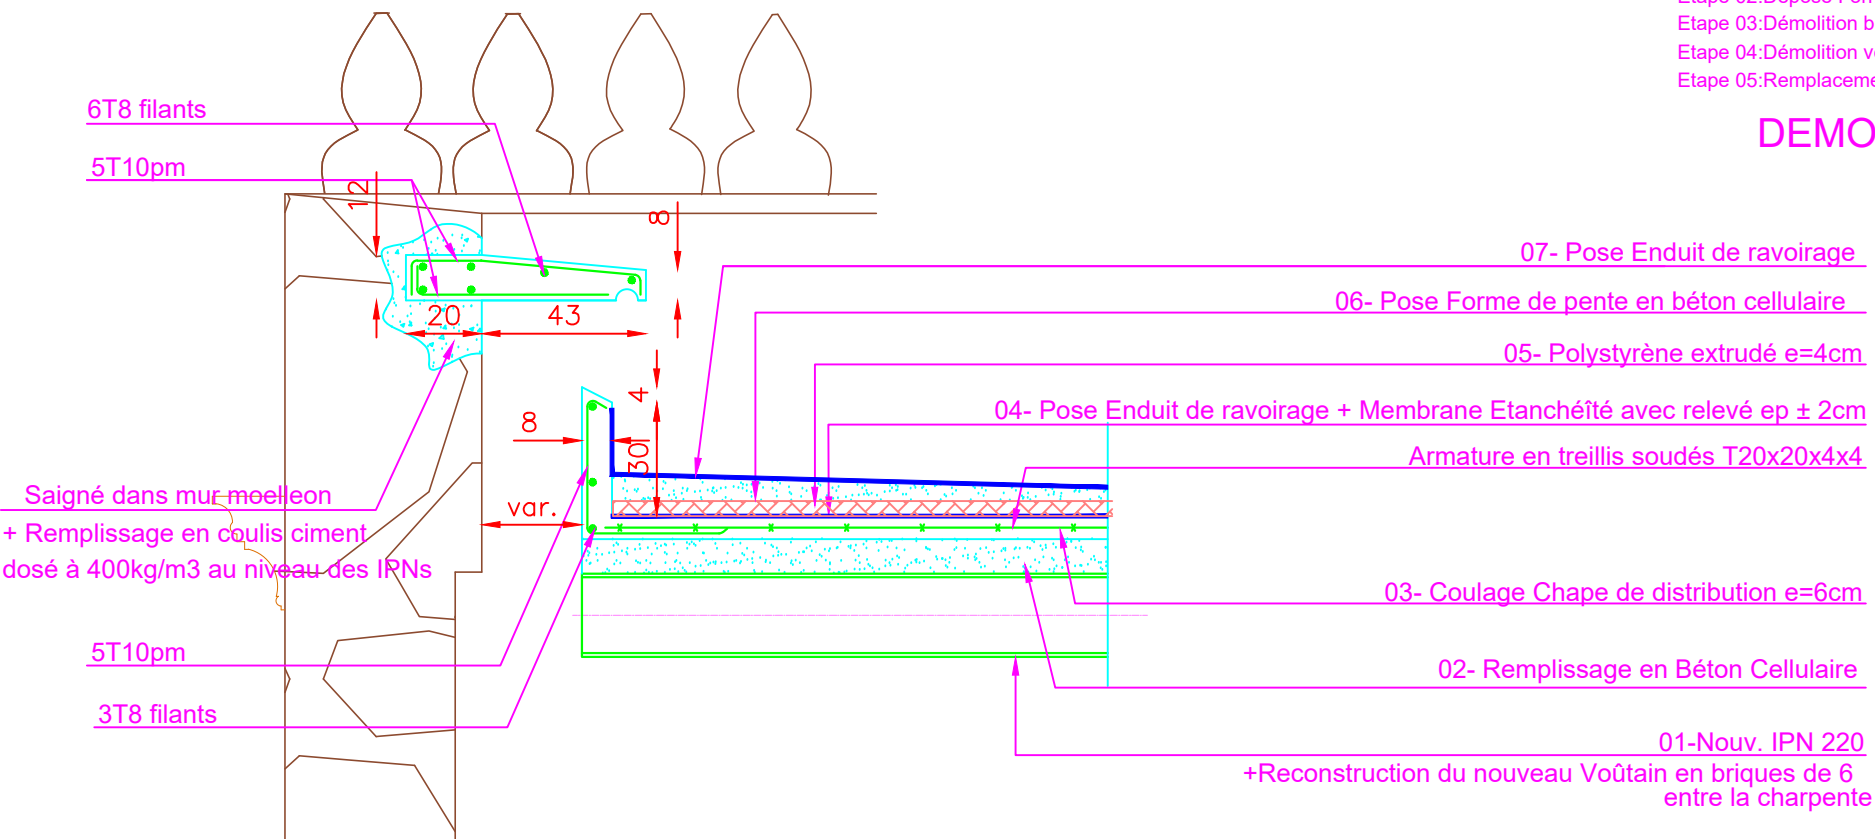 Etape 03:Démolition b
Etape 04:Démolition v
Etape 05:Remplaceme
DEMO
6T8 filants
5T10pm
12
8
20
43
07- Pose Enduit de ravoirage
06- Pose Forme de pente en béton cellulaire
05- Polystyrène extrudé e=4cm
4
04- Pose Enduit de ravoirage + Membrane Etanchéîté avec relevé ep ± 2cm
8
30
Armature en treillis soudés T20x20x4x4
var.
Saigné dans mur moelleon
+ Remplissage en coulis ciment
dosé à 400kg/m3 au niveau des IPNs
03- Coulage Chape de distribution e=6cm
5T10pm
02- Remplissage en Béton Cellulaire
3T8 filants
01-Nouv. IPN 220
+Reconstruction du nouveau Voûtain en briques de 6
entre la charpente